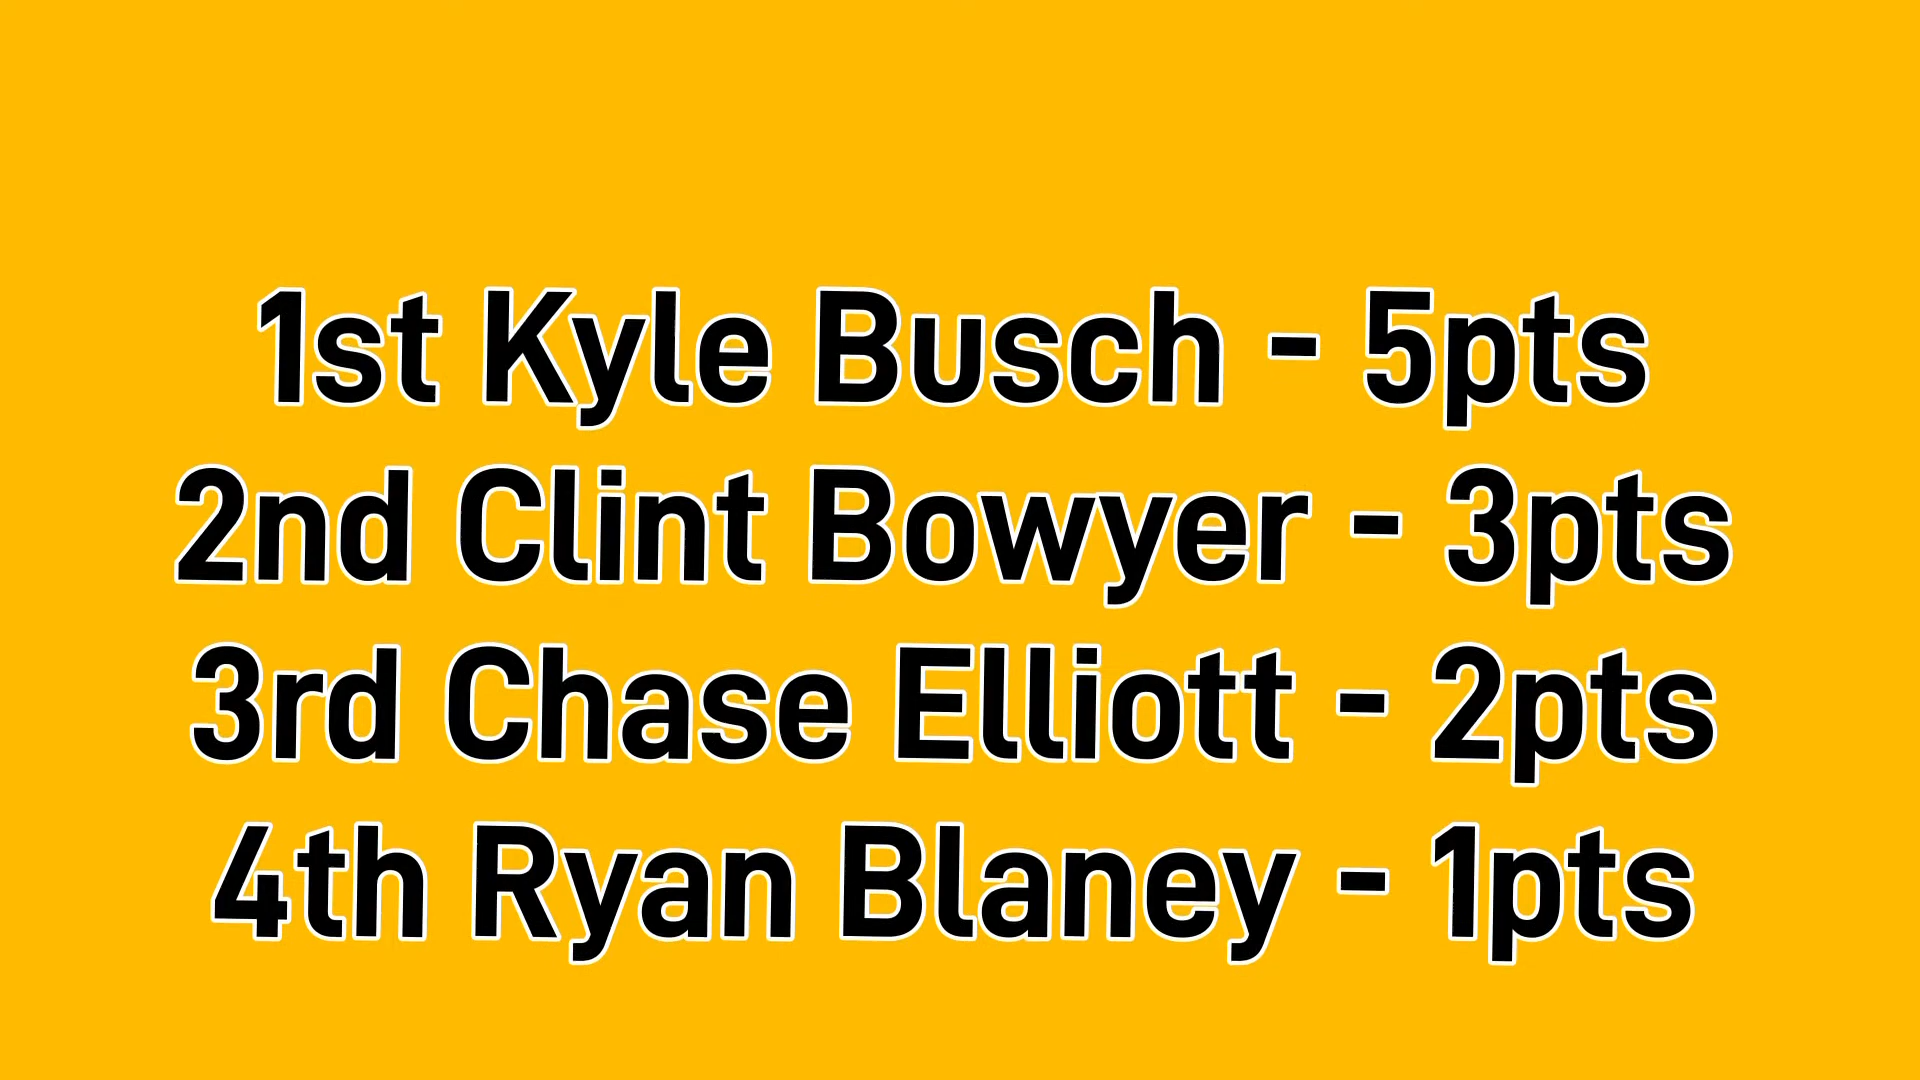 1st Kyle Busch - 5pts
2nd Clint Bowyer - 3pts
3rd Chase Elliott - 2pts
4th Ryan Blaney - 1pts